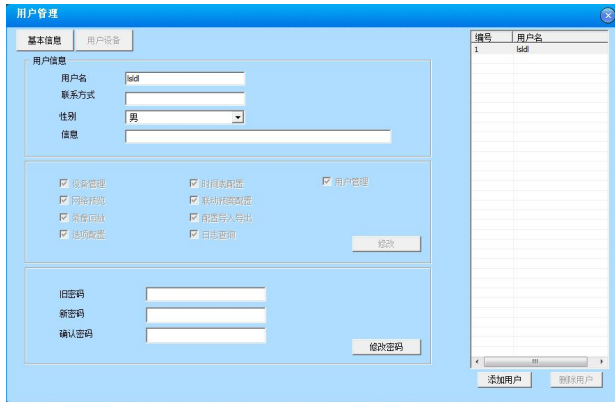 用户管理
基本信息 用户设备
编号 用户名
1 lsldl
用户信息
用户名 lsldl
联系方式
性别 男
信息
设备管理 时间表配置 用户管理
网络预览 联动预案配置
录像回放 配置导入导出
选项配置 日志查询
修改
旧密码
新密码
确认密码
修改密码
添加用户 删除用户